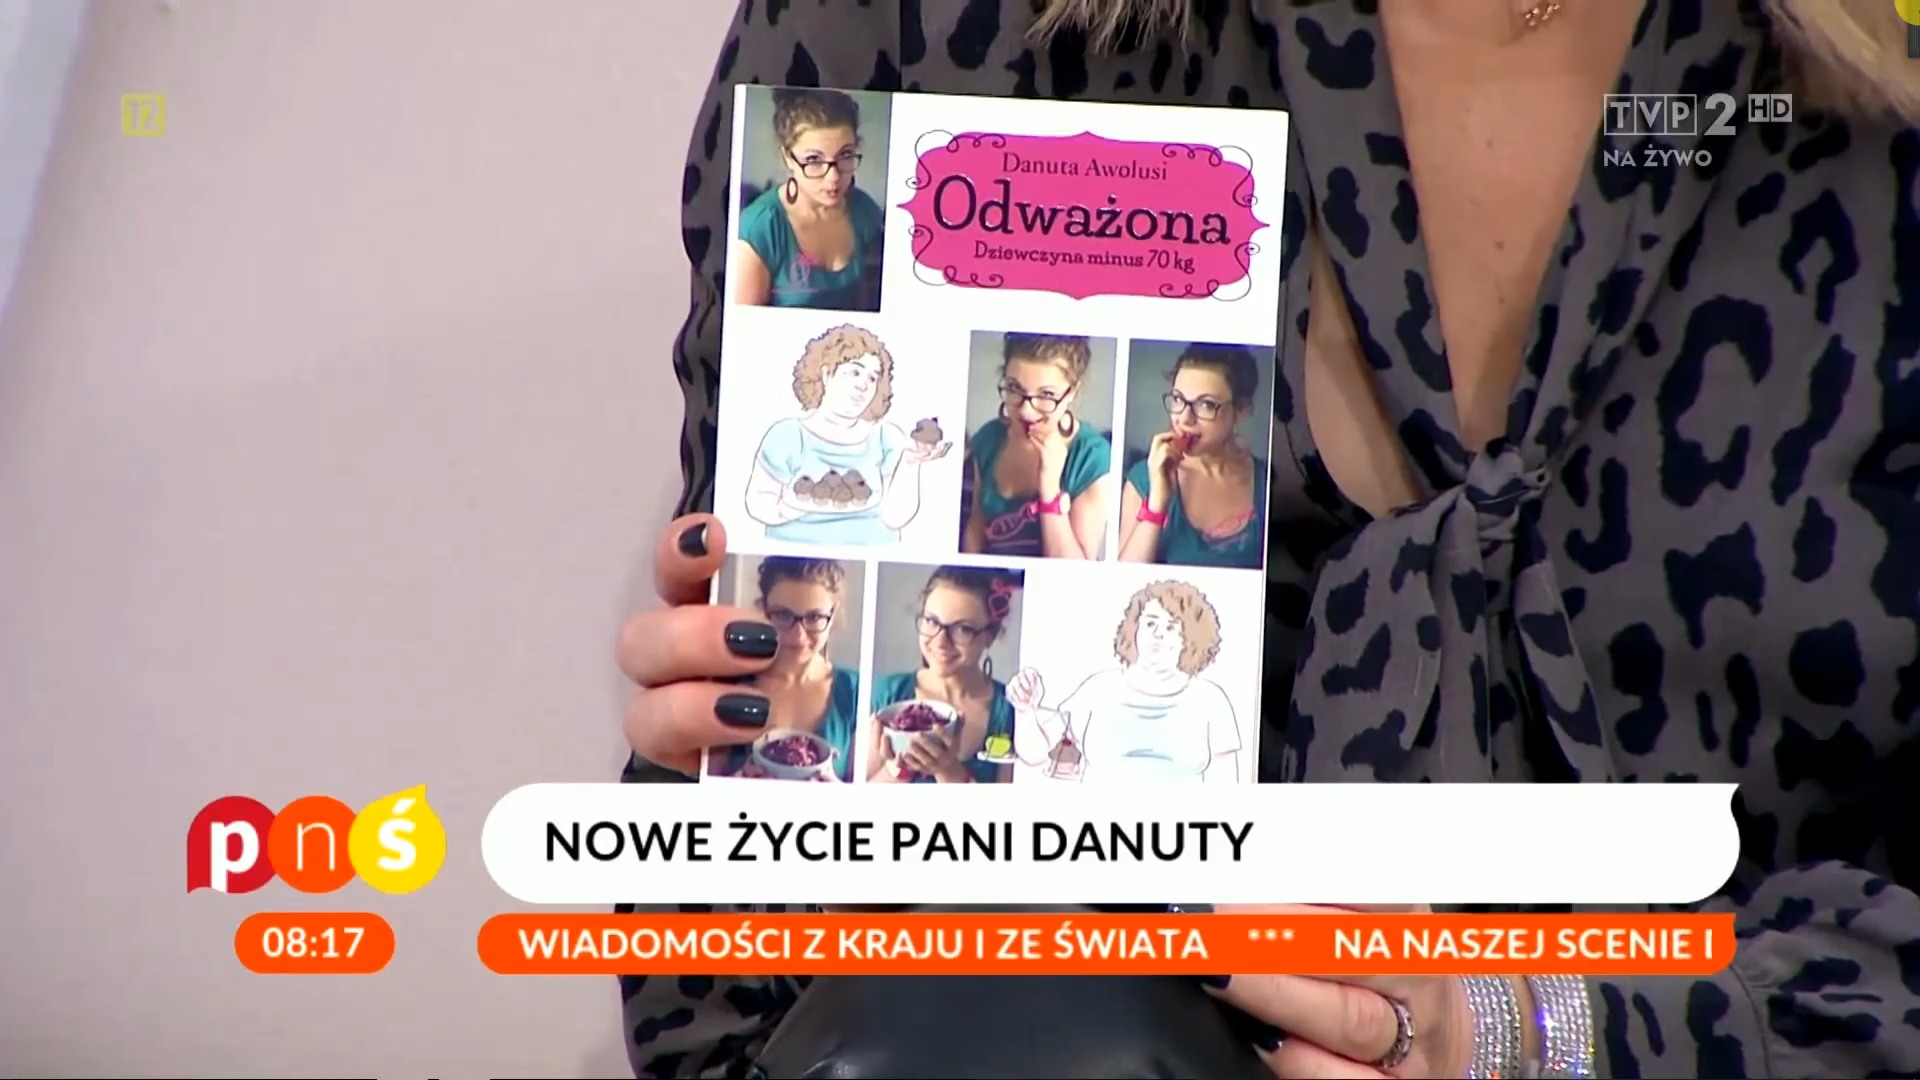 12
TVP 2 HD
NA ŻYWO
Danuta Awolusi
Odważona
Dziewczyna minus 70 kg
pnś
NOWE ŻYCIE PANI DANUTY
08:17
WIADOMOŚCI Z KRAJU I ZE ŚWIATA *** NA NASZEJ SCENIE